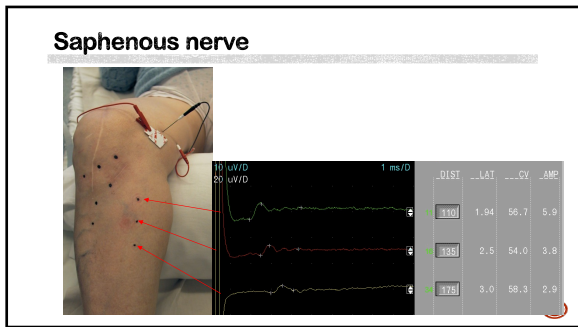 Saphenous nerve
10 uV/D 1 ms/D
20 uV/D
DIST LAT CV AMP
110 1.94 56.7 5.9
135 2.5 54.0 3.8
175 3.0 58.3 2.9